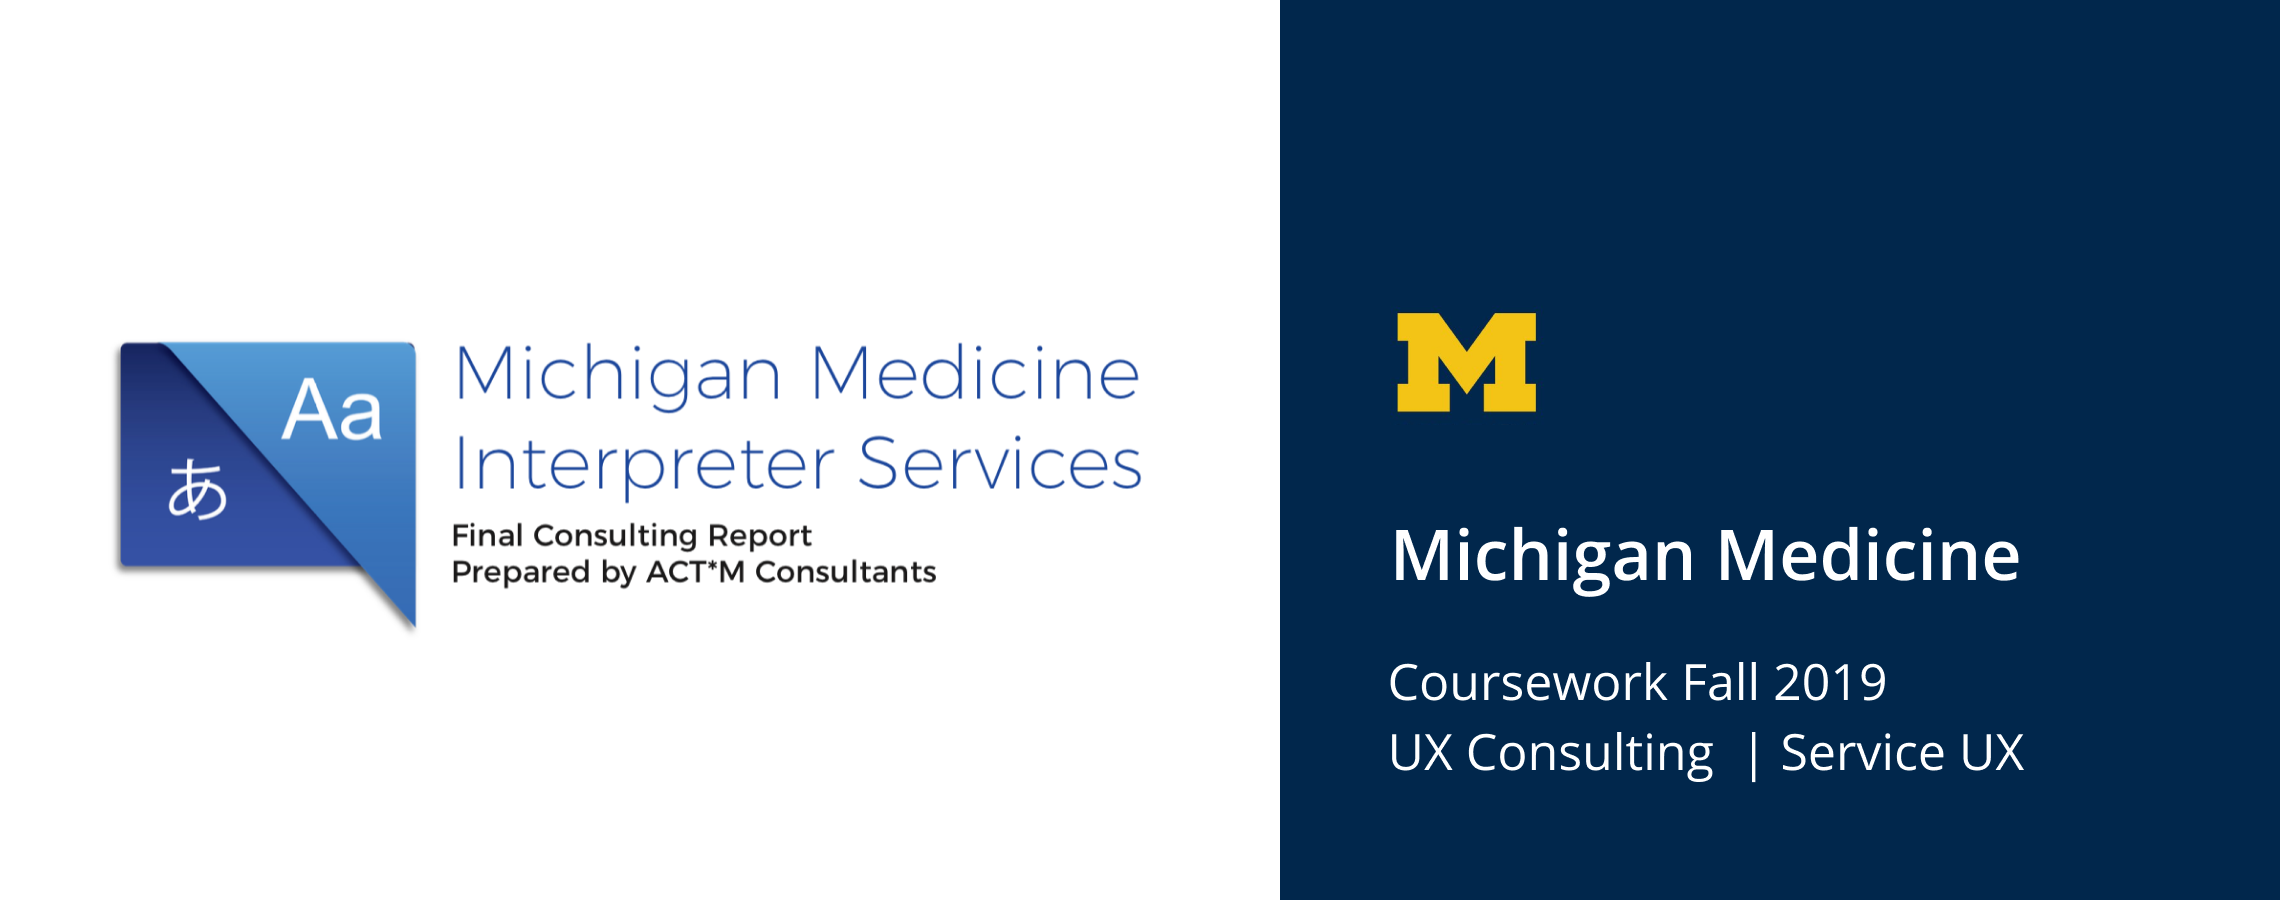 Aa
あ
Michigan Medicine
Interpreter Services
Final Consulting Report
Prepared by ACT*M Consultants
M
Michigan Medicine
Coursework Fall 2019
UX Consulting | Service UX